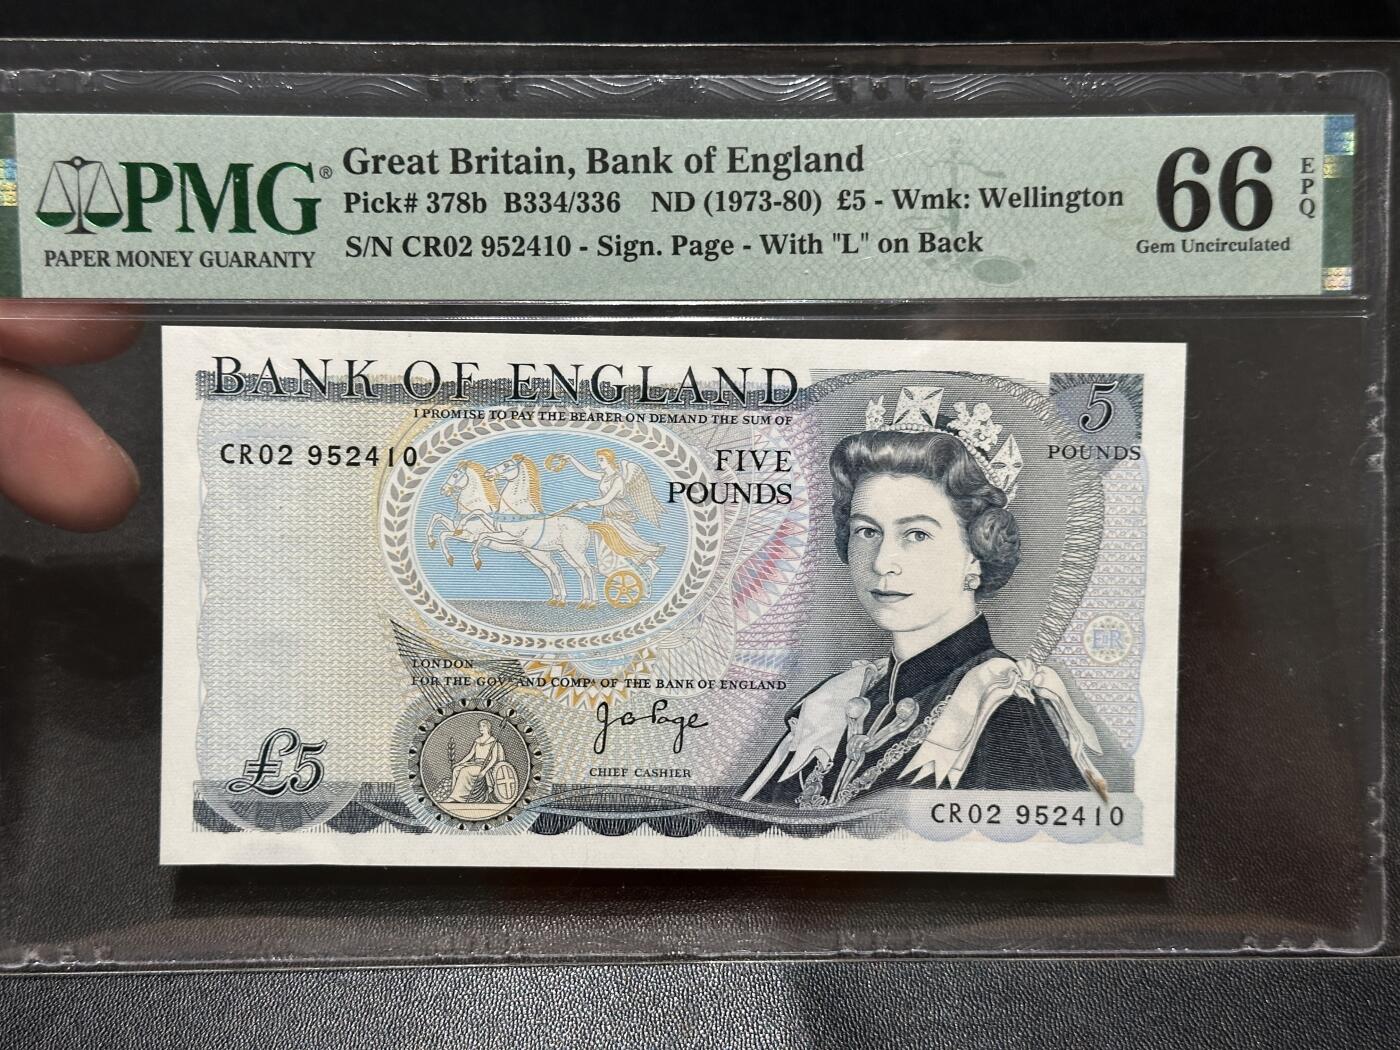 PMG®
PAPER MONEY GUARANTY
Great Britain, Bank of England
Pick# 378b B334/336 ND (1973-80) £5 - Wmk: Wellington
S/N CR02 952410 - Sign. Page - With "L" on Back
66
EPQ
Gem Uncirculated
BANK OF ENGLAND
I PROMISE TO PAY THE BEARER ON DEMAND THE SUM OF
5
POUNDS
CR02 952410
FIVE
POUNDS
EIIR
LONDON
FOR THE GOVR AND COMPA OF THE BANK OF ENGLAND
J B Page
£5
CHIEF CASHIER
CR02 952410